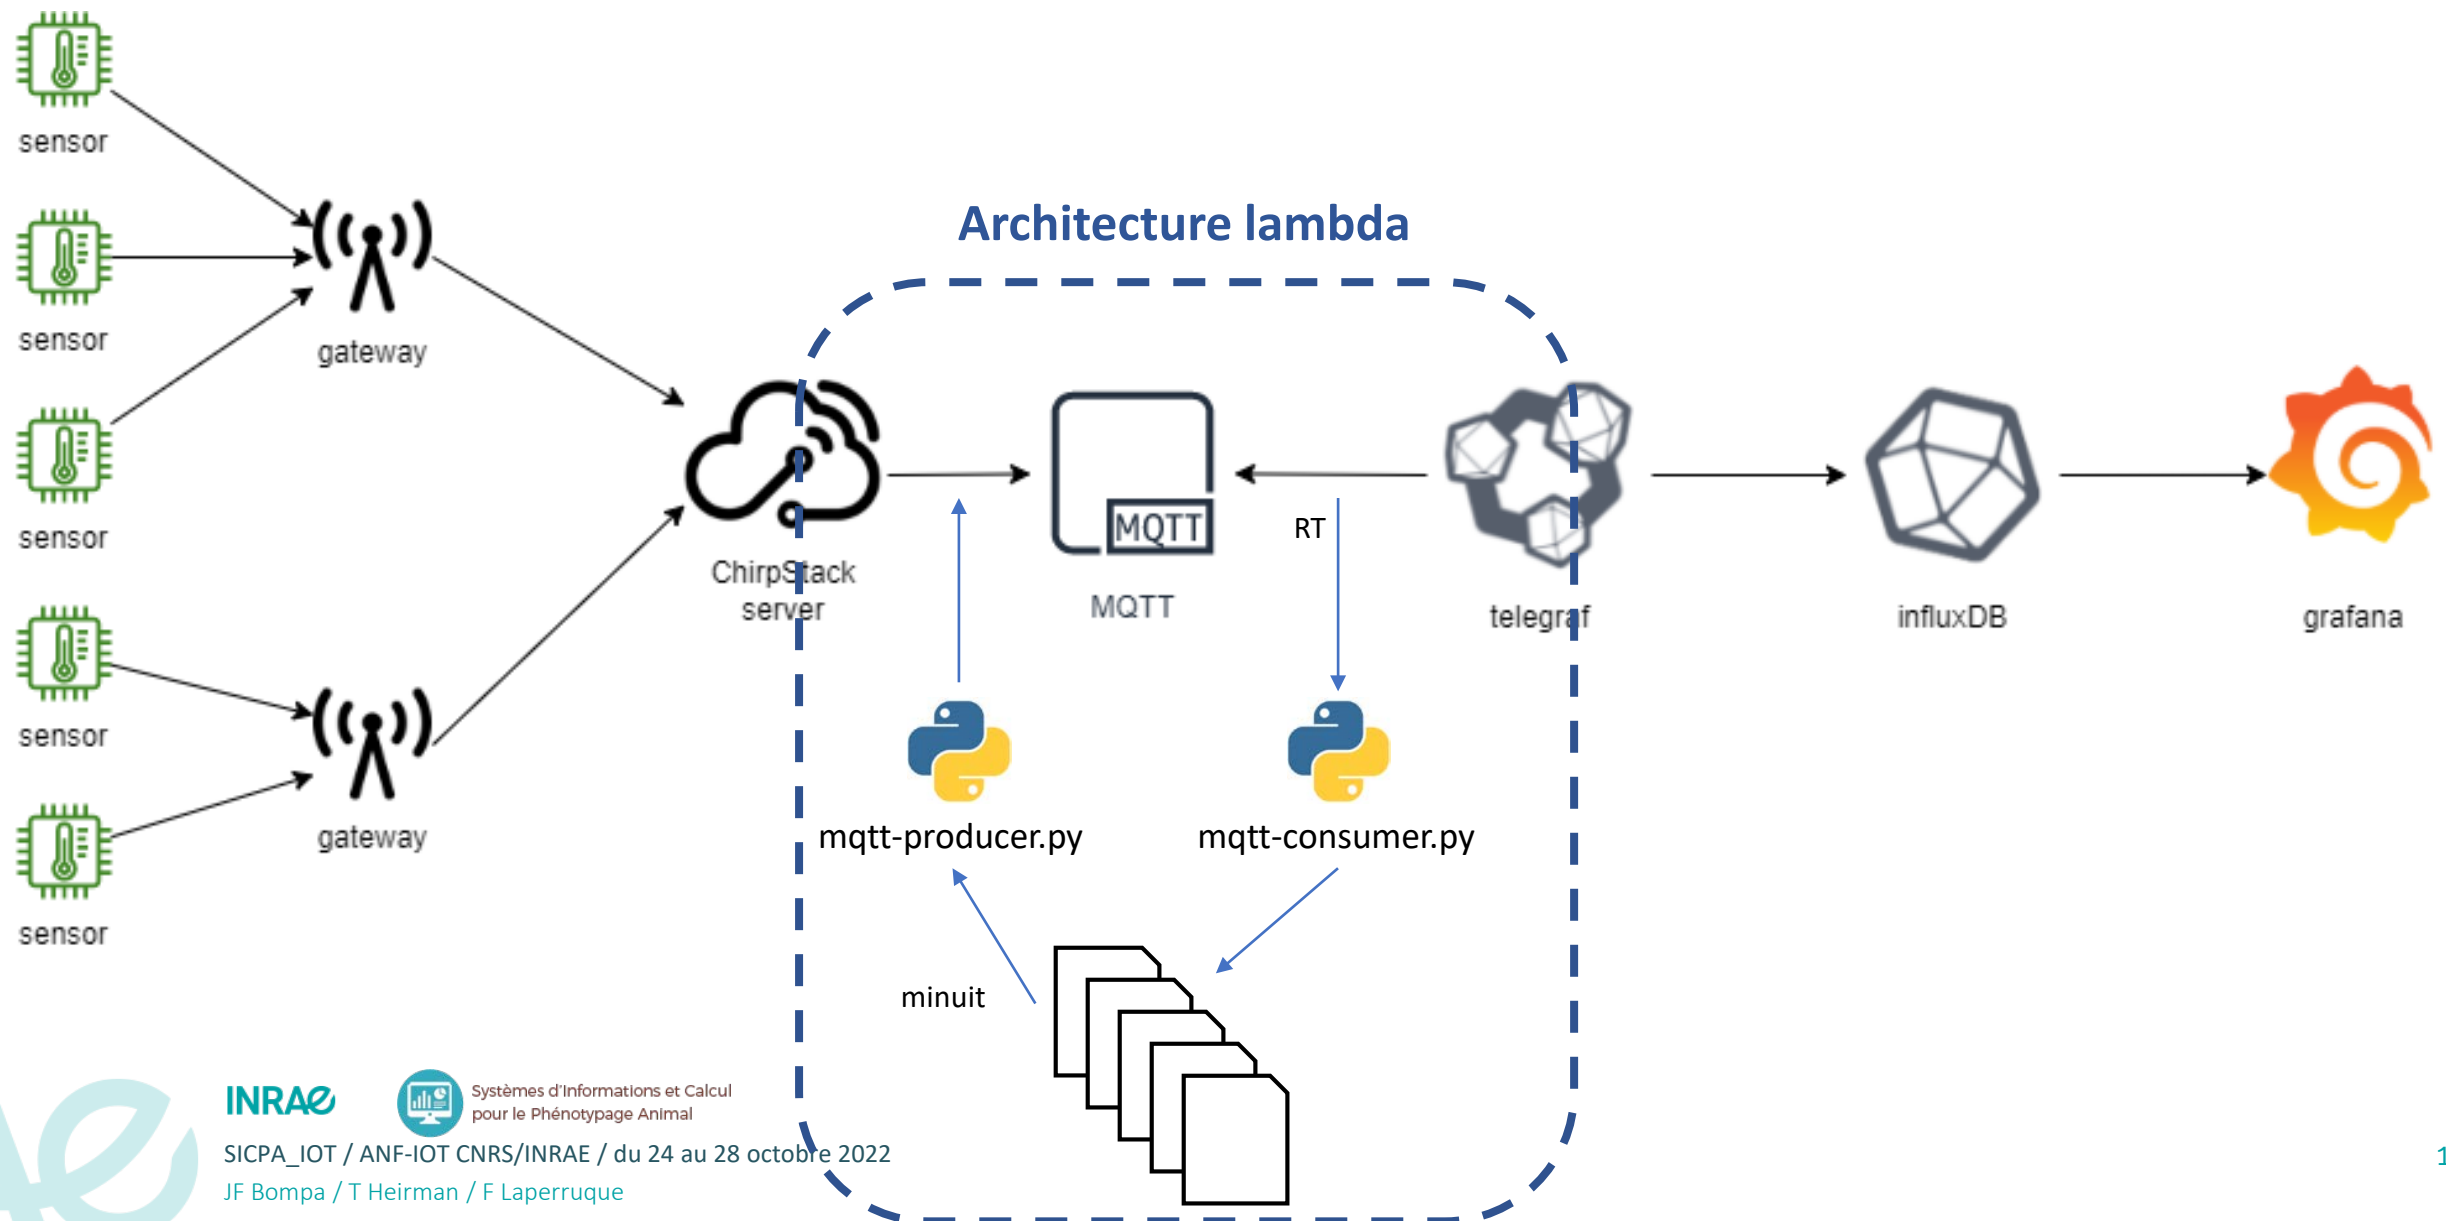 sensor
sensor
sensor
sensor
sensor
gateway
gateway
Architecture lambda
ChirpStack
server
MQTT
MQTT
RT
telegraf
influxDB
grafana
mqtt-producer.py
mqtt-consumer.py
minuit
INRAE
Systèmes d'Informations et Calcul
pour le Phénotypage Animal
SICPA_IOT / ANF-IOT CNRS/INRAE / du 24 au 28 octobre 2022
JF Bompa / T Heirman / F Laperruque
1